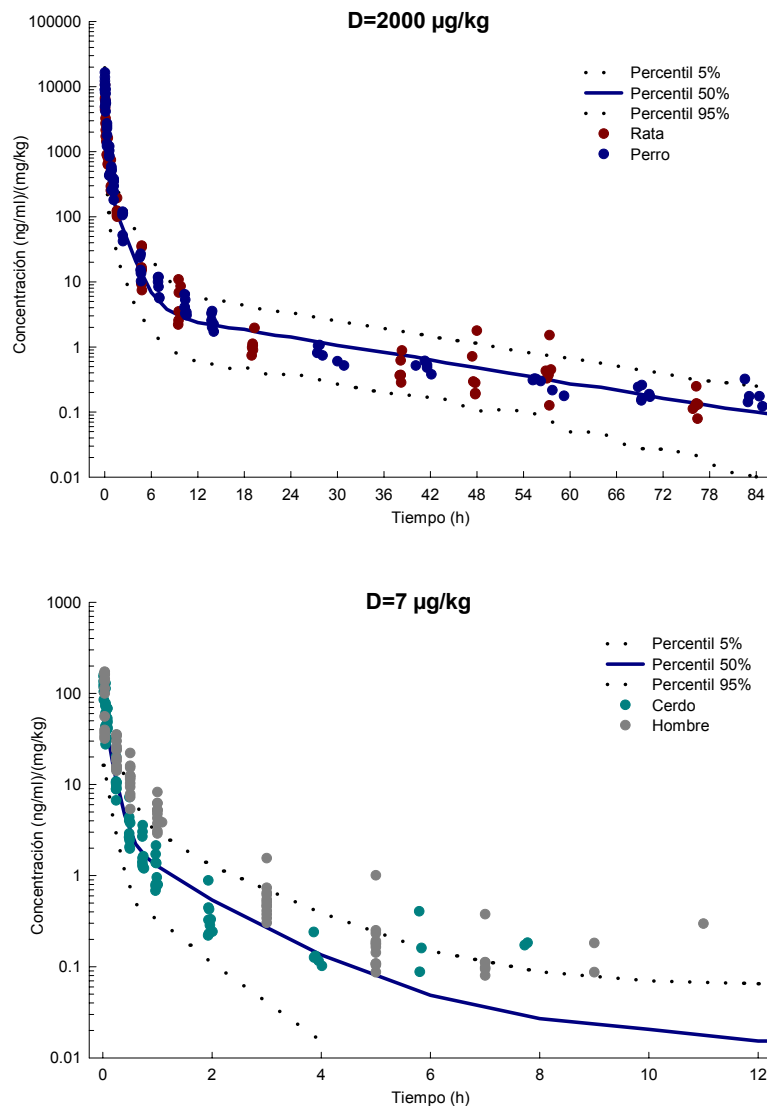 D=2000 µg/kg
Concentración (ng/ml)/(mg/kg)
100000
10000
1000
100
10
1
0.1
0.01
Percentil 5%
Percentil 50%
Percentil 95%
Rata
Perro
0 6 12 18 24 30 36 42 48 54 60 66 72 78 84
Tiempo (h)
D=7 µg/kg
Concentración (ng/ml)/(mg/kg)
1000
100
10
1
0.1
0.01
Percentil 5%
Percentil 50%
Percentil 95%
Cerdo
Hombre
0 2 4 6 8 10 12
Tiempo (h)